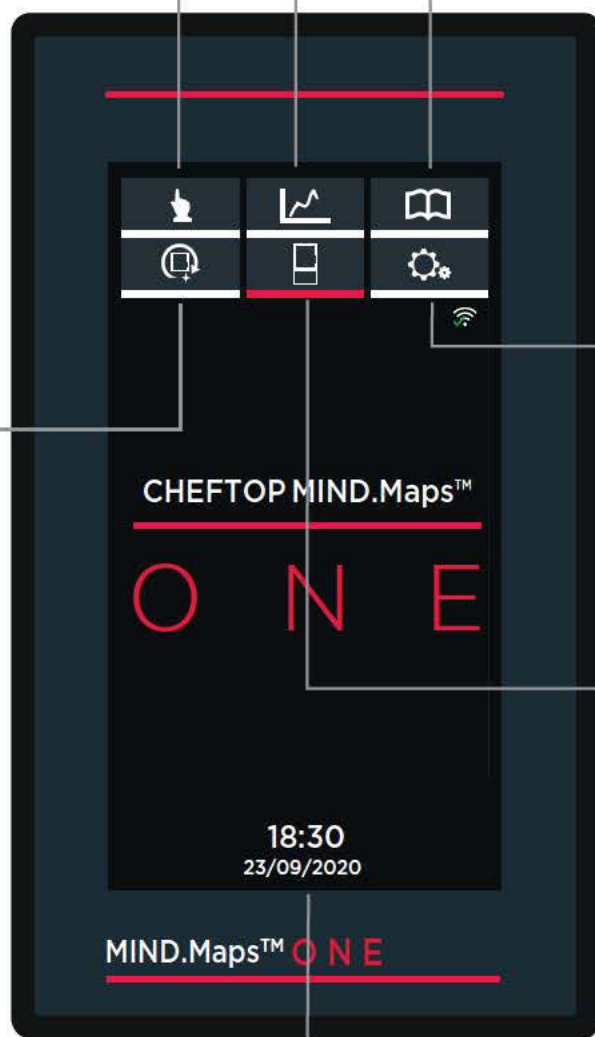 CHEFTOP MIND.Maps™
O N E
18:30
23/09/2020
MIND.Maps™ O N E